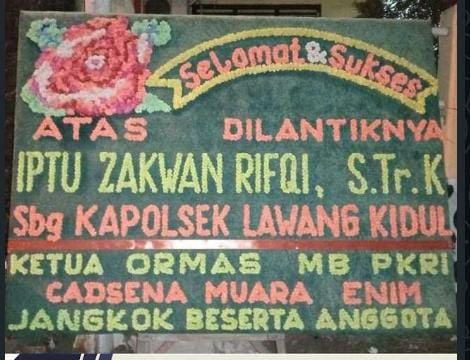 Selamat & Sukses
ATAS DILANTIKNYA
IPTU ZAKWAN RIFQI, S.Tr.K
Sbg KAPOLSEK LAWANG KIDUL
KETUA ORMAS MB PKRI
CADSENA MUARA ENIM
JANGKOK BESERTA ANGGOTA